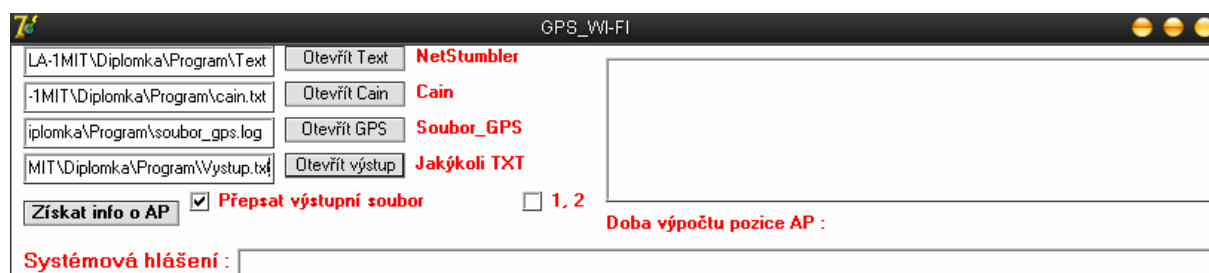 GPS_WI-FI
LA-1MIT\Diplomka\Program\Text Otevřít Text NetStumbler
-1MIT\Diplomka\Program\cain.txt Otevřít Cain Cain
iplomka\Program\soubor_gps.log Otevřít GPS Soubor_GPS
MIT\Diplomka\Program\Vystup.txt Otevřít výstup Jakýkoli TXT
Získat info o AP Přepsat výstupní soubor 1, 2
Doba výpočtu pozice AP :
Systémová hlášení :